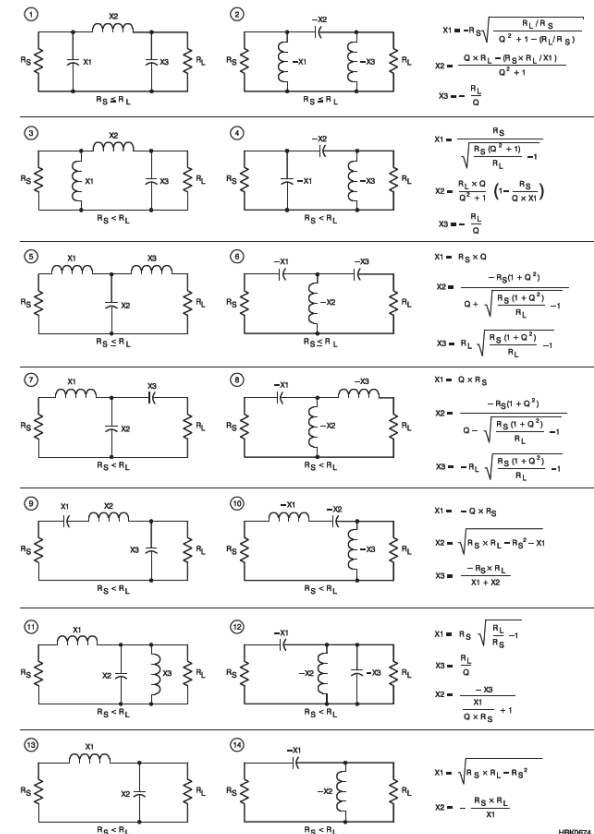 1
X2
RS
X1
X3
RL
RS ≤ RL
2
−X2
RS
−X1
−X3
RL
RS ≤ RL
X1 = −RS √( (RL / RS) / (Q² + 1 − (RL / RS)) )
X2 = (Q × RL − (RS × RL / X1)) / (Q² + 1)
X3 = − RL / Q
3
X2
RS
X1
X3
RL
RS < RL
4
−X2
RS
−X1
−X3
RL
RS < RL
X1 = RS / √( RS (Q² + 1) / RL − 1 )
X2 = (RL × Q) / (Q² + 1) (1 − RS / (Q × X1))
X3 = − RL / Q
5
X1
X3
RS
X2
RL
RS ≤ RL
6
−X1
−X3
RS
−X2
RL
RS ≤ RL
X1 = RS × Q
X2 = −RS(1 + Q²) / (Q + √( RS (1 + Q²) / RL − 1 ))
X3 = RL √( RS (1 + Q²) / RL − 1 )
7
X1
X3
RS
X2
RL
RS < RL
8
−X1
−X3
RS
−X2
RL
RS < RL
X1 = Q × RS
X2 = −RS(1 + Q²) / (Q − √( RS (1 + Q²) / RL − 1 ))
X3 = −RL √( RS (1 + Q²) / RL − 1 )
9
X1
X2
RS
X3
RL
RS < RL
10
−X1
−X2
RS
−X3
RL
RS < RL
X1 = − Q × RS
X2 = √( RS × RL − RS² − X1 )
X3 = −RS × RL / (X1 + X2)
11
X1
RS
X2
X3
RL
RS < RL
12
−X1
RS
−X2
−X3
RL
RS < RL
X1 = RS √( RL / RS − 1 )
X3 = RL / Q
X2 = −X3 / (X1 / (Q × RS) + 1)
13
X1
RS
X2
RL
RS < RL
14
−X1
RS
−X2
RL
RS < RL
X1 = √( RS × RL − RS² )
X2 = − RS × RL / X1
HBK0674